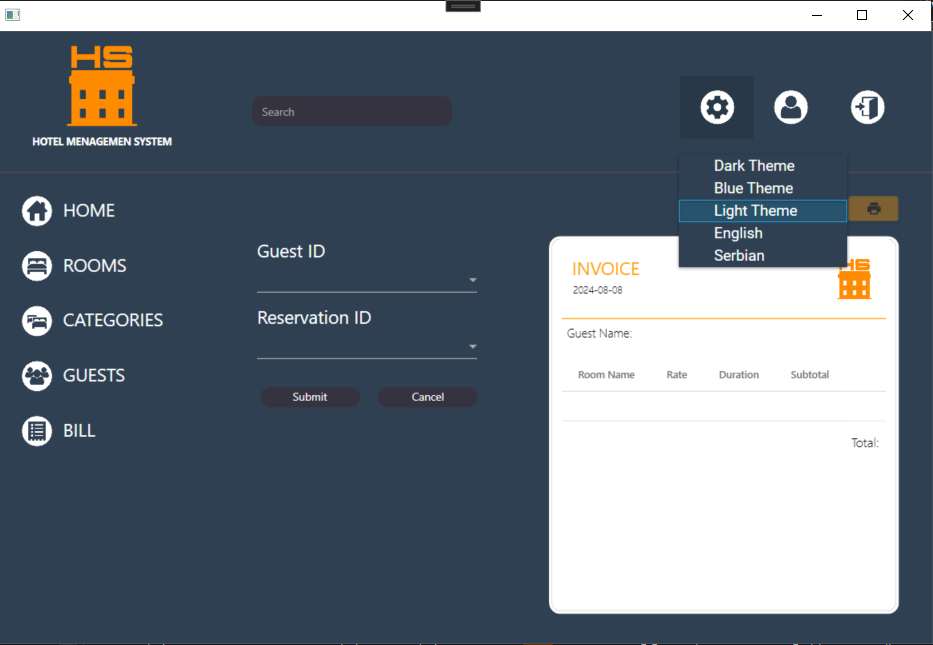 HS
HOTEL MENAGEMEN SYSTEM
Search
Dark Theme
Blue Theme
Light Theme
English
Serbian
HOME
ROOMS
CATEGORIES
GUESTS
BILL
Guest ID
Reservation ID
Submit
Cancel
INVOICE
2024-08-08
HS
Guest Name:
Room Name Rate Duration Subtotal
Total: